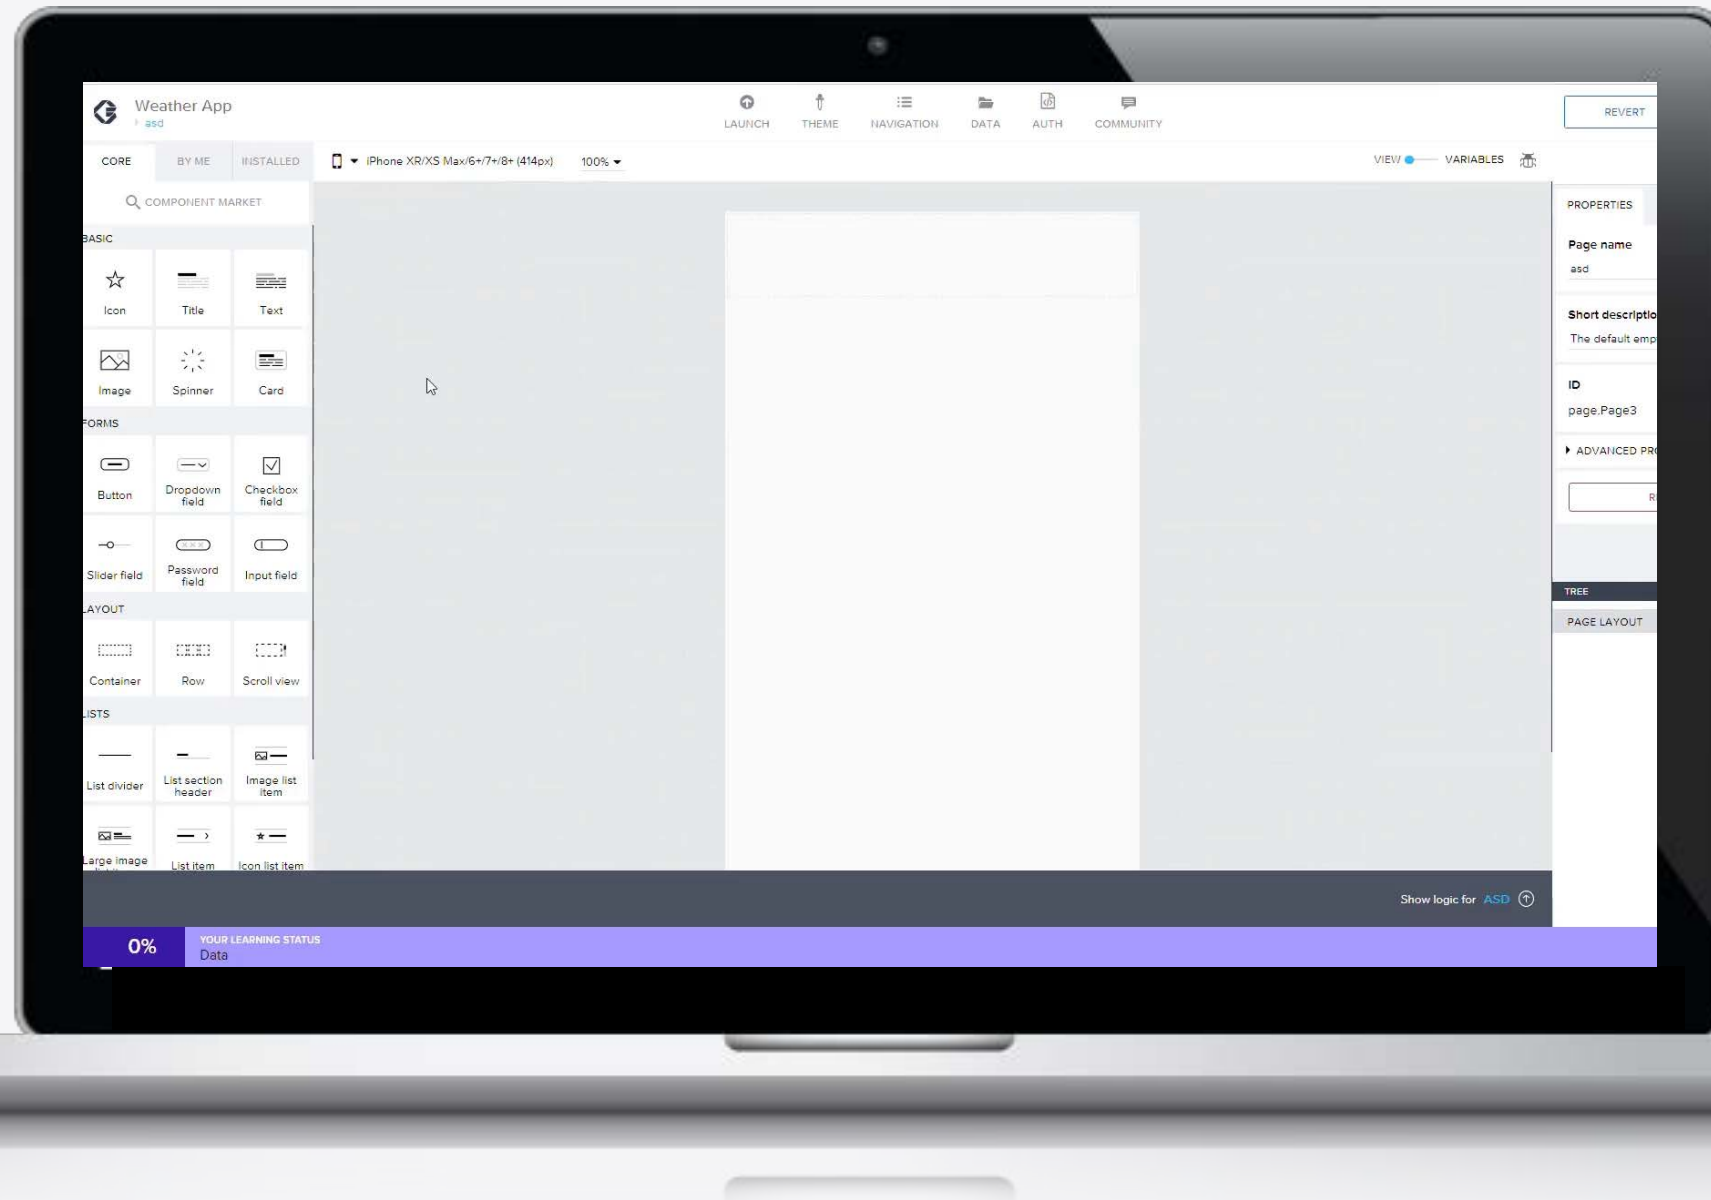 Weather App
asd
LAUNCH
THEME
NAVIGATION
DATA
AUTH
COMMUNITY
REVERT
CORE
BY ME
INSTALLED
iPhone XR/XS Max/6+/7+/8+ (414px)
100%
VIEW
VARIABLES
COMPONENT MARKET
BASIC
Icon
Title
Text
Image
Spinner
Card
FORMS
Button
Dropdown
field
Checkbox
field
Slider field
Password
field
Input field
LAYOUT
Container
Row
Scroll view
LISTS
List divider
List section
header
Image list
item
Large image
List item
Icon list item
PROPERTIES
Page name
asd
Short descriptio
The default emp
ID
page.Page3
ADVANCED PRO
TREE
PAGE LAYOUT
Show logic for ASD
0%
YOUR LEARNING STATUS
Data